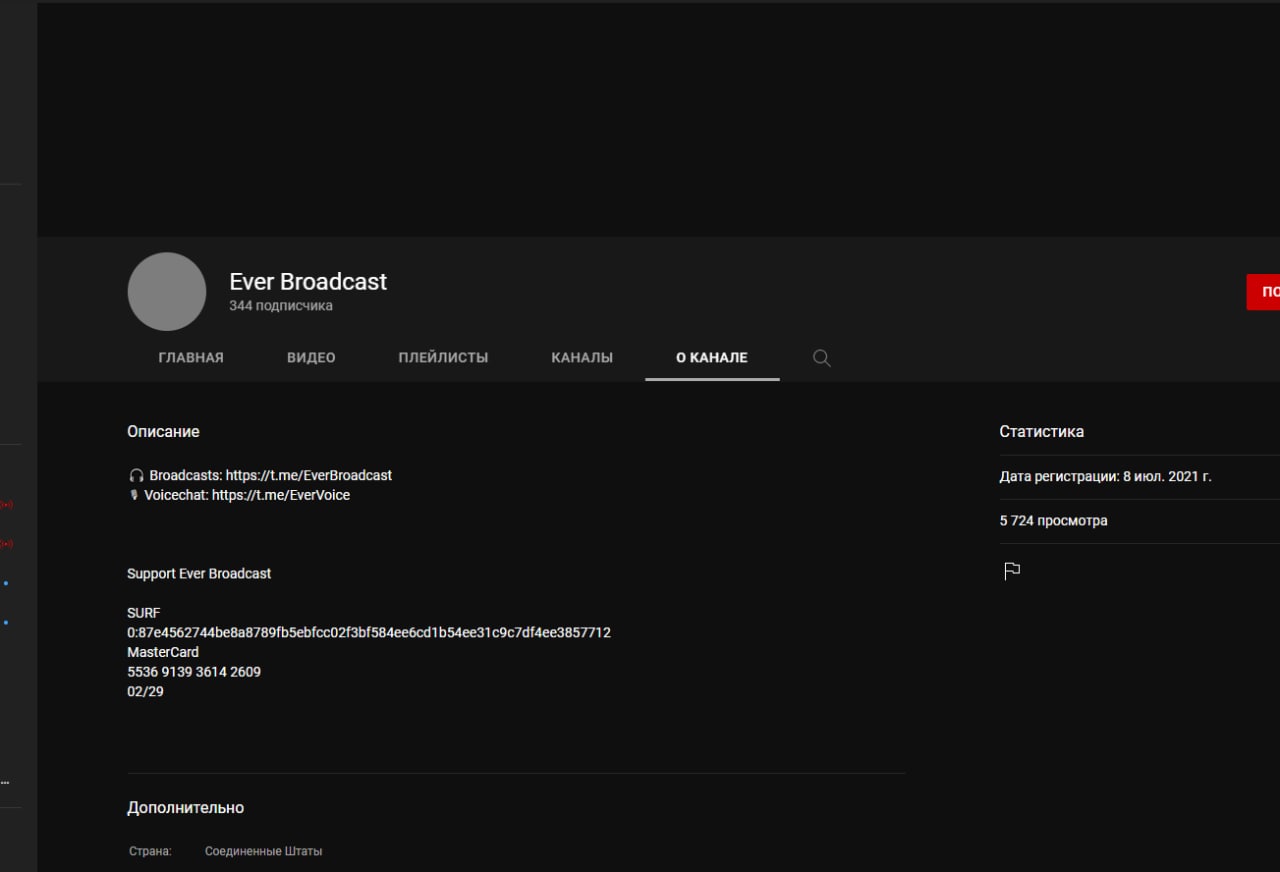 Ever Broadcast
344 подписчика
ПО
ГЛАВНАЯ ВИДЕО ПЛЕЙЛИСТЫ КАНАЛЫ О КАНАЛЕ
Описание
Broadcasts: https://t.me/EverBroadcast
Voicechat: https://t.me/EverVoice
Support Ever Broadcast
SURF
0:87e4562744be8a8789fb5ebfcc02f3bf584ee6cd1b54ee31c9c7df4ee3857712
MasterCard
5536 9139 3614 2609
02/29
Статистика
Дата регистрации: 8 июл. 2021 г.
5 724 просмотра
...
Дополнительно
Страна: Соединенные Штаты